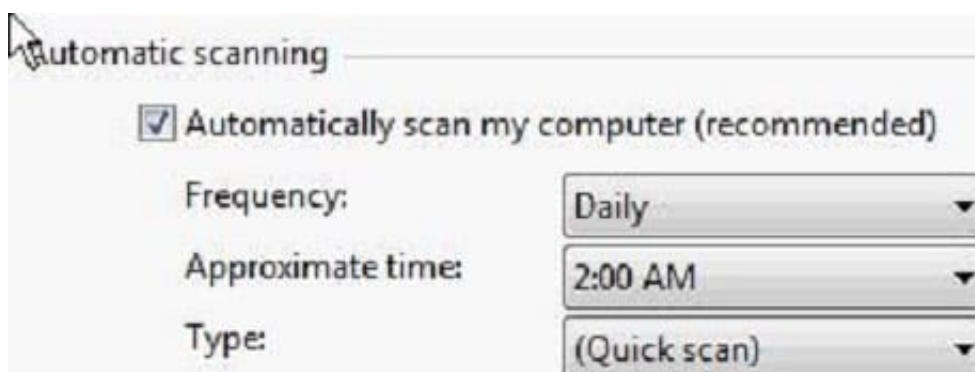 Automatic scanning
Automatically scan my computer (recommended)
Frequency: Daily
Approximate time: 2:00 AM
Type: (Quick scan)